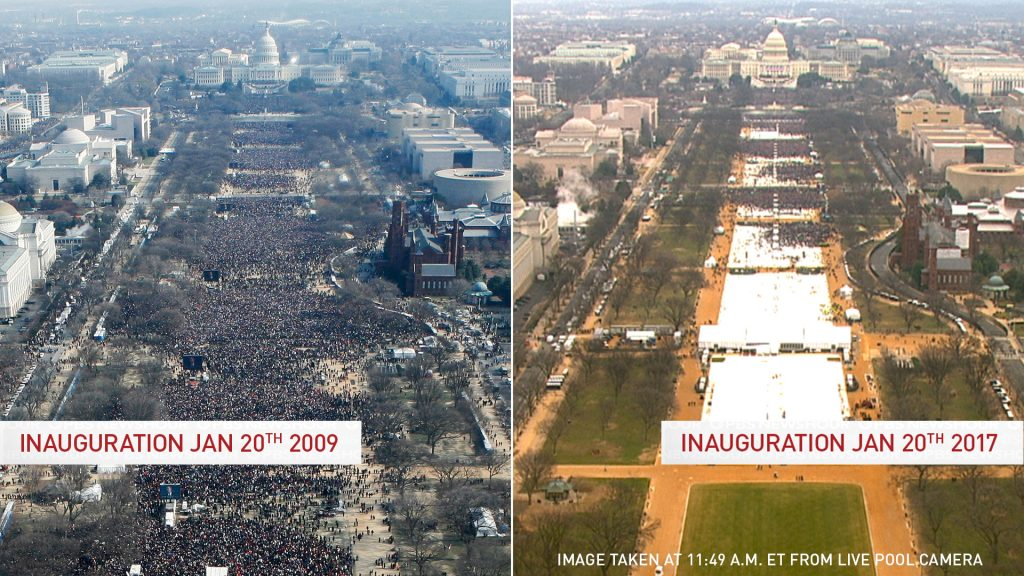 INAUGURATION JAN 20TH 2009
INAUGURATION JAN 20TH 2017
IMAGE TAKEN AT 11:49 A.M. ET FROM LIVE POOL CAMERA